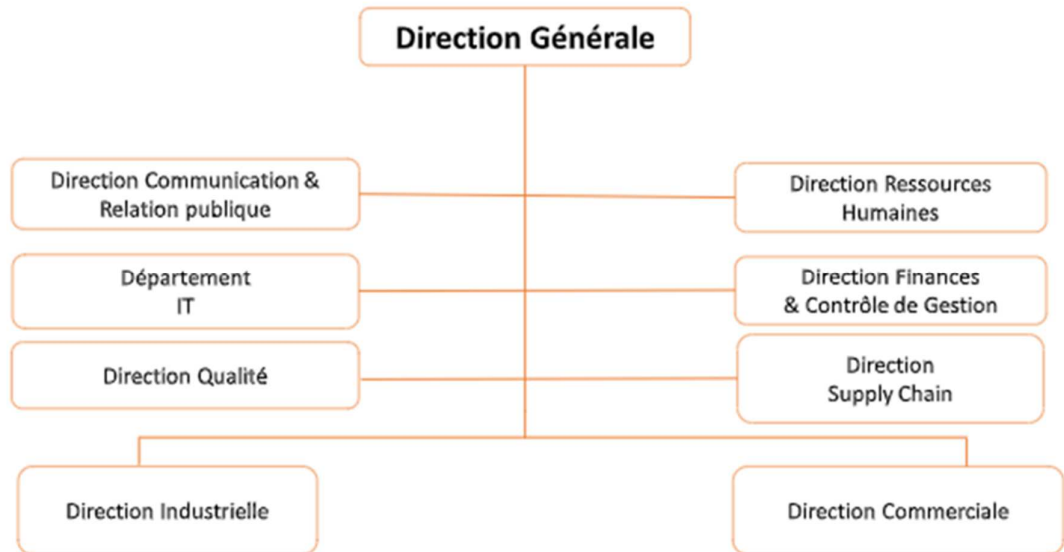 Direction Générale
Direction Communication &
Relation publique
Direction Ressources
Humaines
Département
IT
Direction Finances
& Contrôle de Gestion
Direction Qualité
Direction
Supply Chain
Direction Industrielle
Direction Commerciale